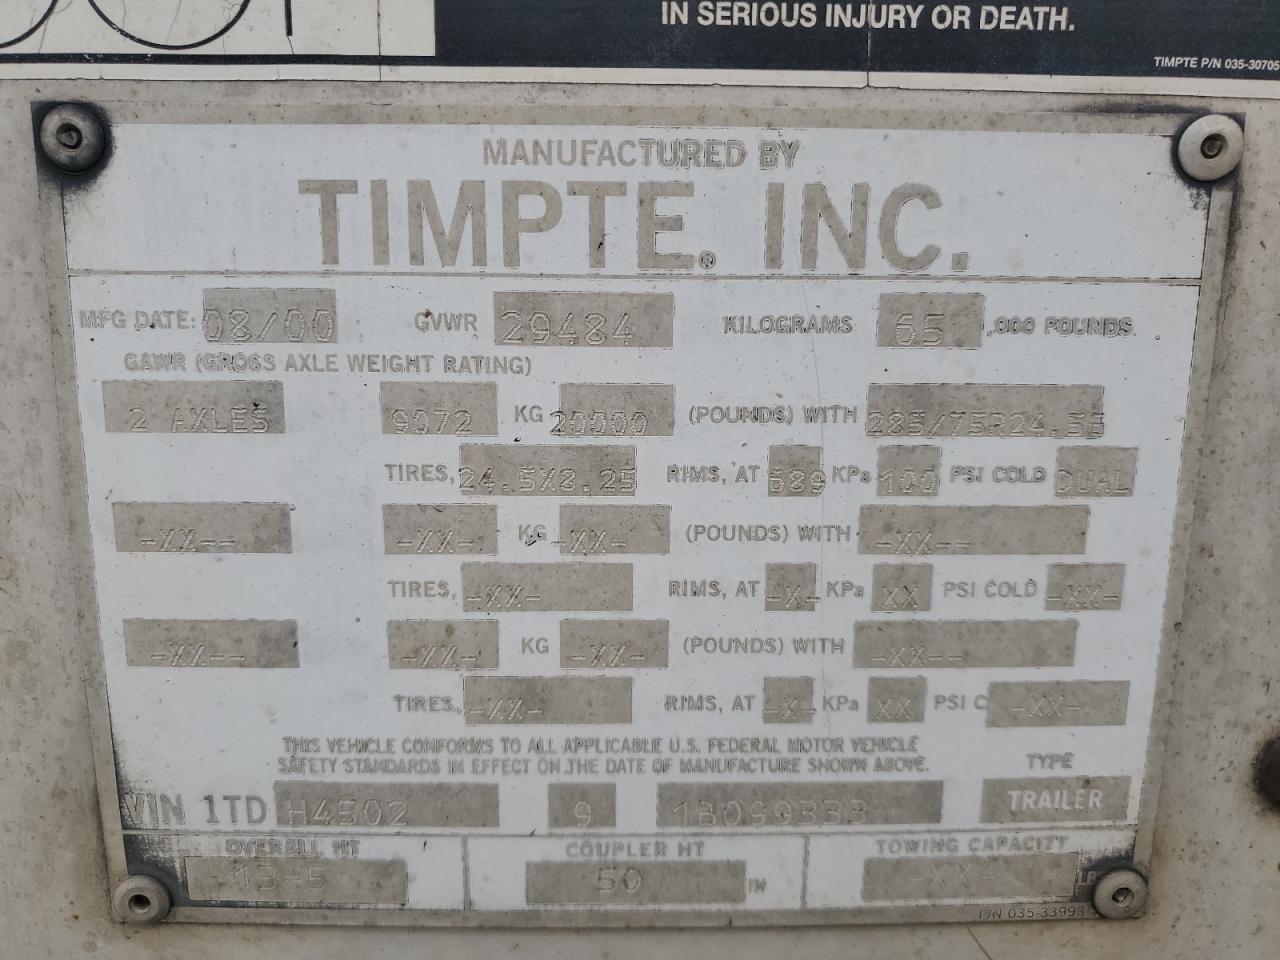 IN SERIOUS INJURY OR DEATH.
TIMPTE P/N 035-30705
MANUFACTURED BY
TIMPTE® INC.
MFG DATE: 08/00 GVWR 29484 KILOGRAMS 65 ,000 POUNDS
GAWR (GROSS AXLE WEIGHT RATING)
2 AXLES 9072 KG 20000 (POUNDS) WITH 285/75R24.5G
TIRES, 24.5X8.25 RIMS, AT 689 KPa 100 PSI COLD DUAL
-XX-- -XX- KG -XX- (POUNDS) WITH -XX--
TIRES, -XX- RIMS, AT -X- KPa XX PSI COLD -XX-
-XX-- -XX- KG -XX- (POUNDS) WITH -XX--
TIRES, -XX- RIMS, AT -X- KPa XX PSI C -XX-
THIS VEHICLE CONFORMS TO ALL APPLICABLE U.S. FEDERAL MOTOR VEHICLE
SAFETY STANDARDS IN EFFECT ON THE DATE OF MANUFACTURE SHOWN ABOVE.
TYPE
VIN 1TD H4502 9 1B099333 TRAILER
OVERALL HT COUPLER HT TOWING CAPACITY
13-6 50 IN -XX-
P/N 035-33993